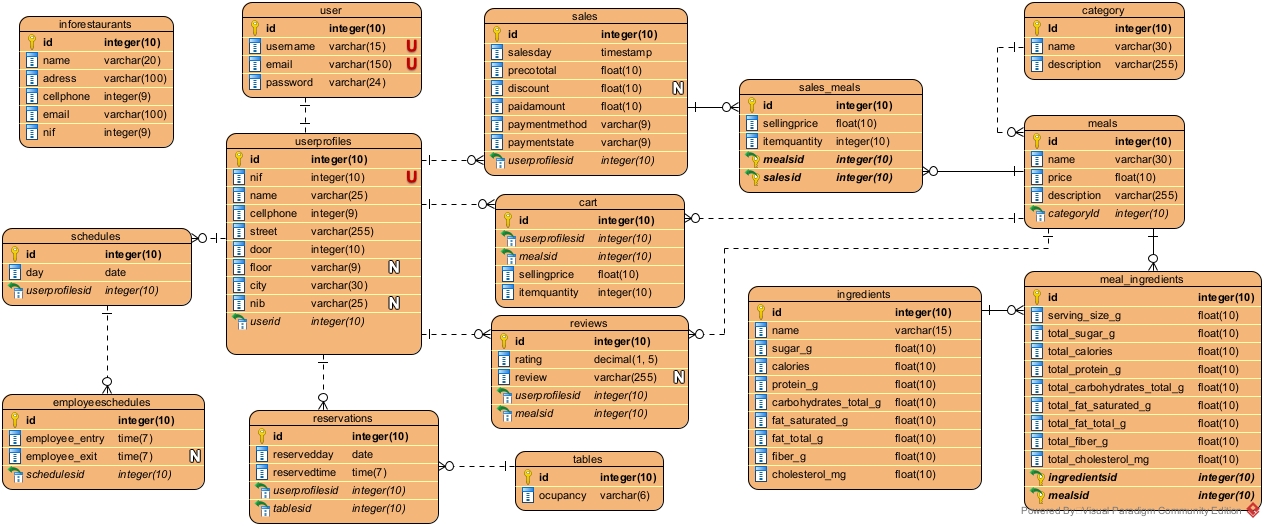 inforestaurants
id integer(10)
name varchar(20)
adress varchar(100)
cellphone integer(9)
email varchar(100)
nif integer(9)
user
id integer(10)
username varchar(15) U
email varchar(150) U
password varchar(24)
sales
id integer(10)
salesday timestamp
precototal float(10)
discount float(10) N
paidamount float(10)
paymentmethod varchar(9)
paymentstate varchar(9)
userprofilesid integer(10)
category
Id integer(10)
name varchar(30)
description varchar(255)
sales_meals
id integer(10)
sellingprice float(10)
itemquantity integer(10)
mealsid integer(10)
salesid integer(10)
meals
id integer(10)
name varchar(30)
price float(10)
description varchar(255)
categoryId integer(10)
userprofiles
id integer(10)
nif integer(10) U
name varchar(25)
cellphone integer(9)
street varchar(255)
door integer(10)
floor varchar(9) N
city varchar(30)
nib varchar(25) N
userid integer(10)
cart
id integer(10)
userprofilesid integer(10)
mealsid integer(10)
sellingprice float(10)
itemquantity integer(10)
schedules
id integer(10)
day date
userprofilesid integer(10)
reviews
id integer(10)
rating decimal(1, 5)
review varchar(255) N
userprofilesid integer(10)
mealsid integer(10)
ingredients
id integer(10)
name varchar(15)
sugar_g float(10)
calories float(10)
protein_g float(10)
carbohydrates_total_g float(10)
fat_saturated_g float(10)
fat_total_g float(10)
fiber_g float(10)
cholesterol_mg float(10)
meal_ingredients
id integer(10)
serving_size_g float(10)
total_sugar_g float(10)
total_calories float(10)
total_protein_g float(10)
total_carbohydrates_total_g float(10)
total_fat_saturated_g float(10)
total_fat_total_g float(10)
total_fiber_g float(10)
total_cholesterol_mg float(10)
ingredientsid integer(10)
mealsid integer(10)
employeeschedules
id integer(10)
employee_entry time(7)
employee_exit time(7) N
schedulesid integer(10)
reservations
id integer(10)
reservedday date
reservedtime time(7)
userprofilesid integer(10)
tablesid integer(10)
tables
id integer(10)
ocupancy varchar(6)
Powered By: Visual Paradigm Community Edition